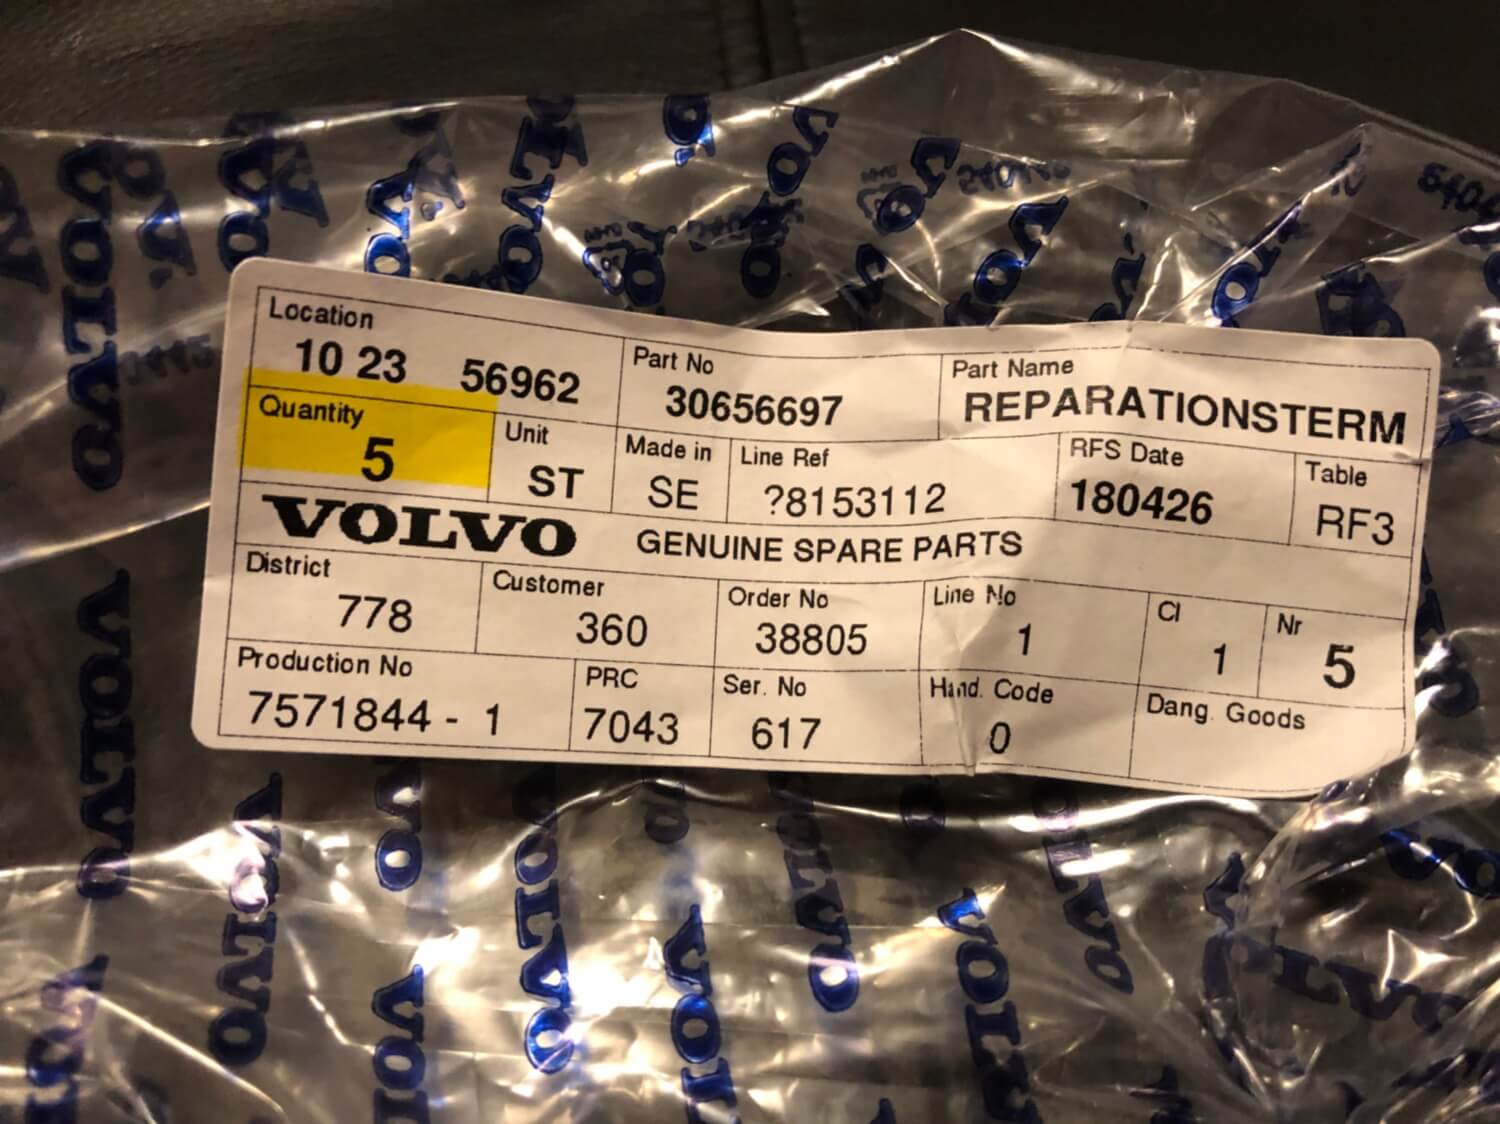 Location
10 23 56962
Part No
30656697
Part Name
REPARATIONSTERM
Quantity
5
Unit
ST
Made in
SE
Line Ref
?8153112
RFS Date
180426
Table
RF3
VOLVO GENUINE SPARE PARTS
District
778
Customer
360
Order No
38805
Line No
1
Cl
1
Nr
5
Production No
7571844 - 1
PRC
7043
Ser. No
617
Hand. Code
0
Dang. Goods
VOLVO
VOLVO
VOLVO
VOLVO
VOLVO
VOLVO
VOLVO